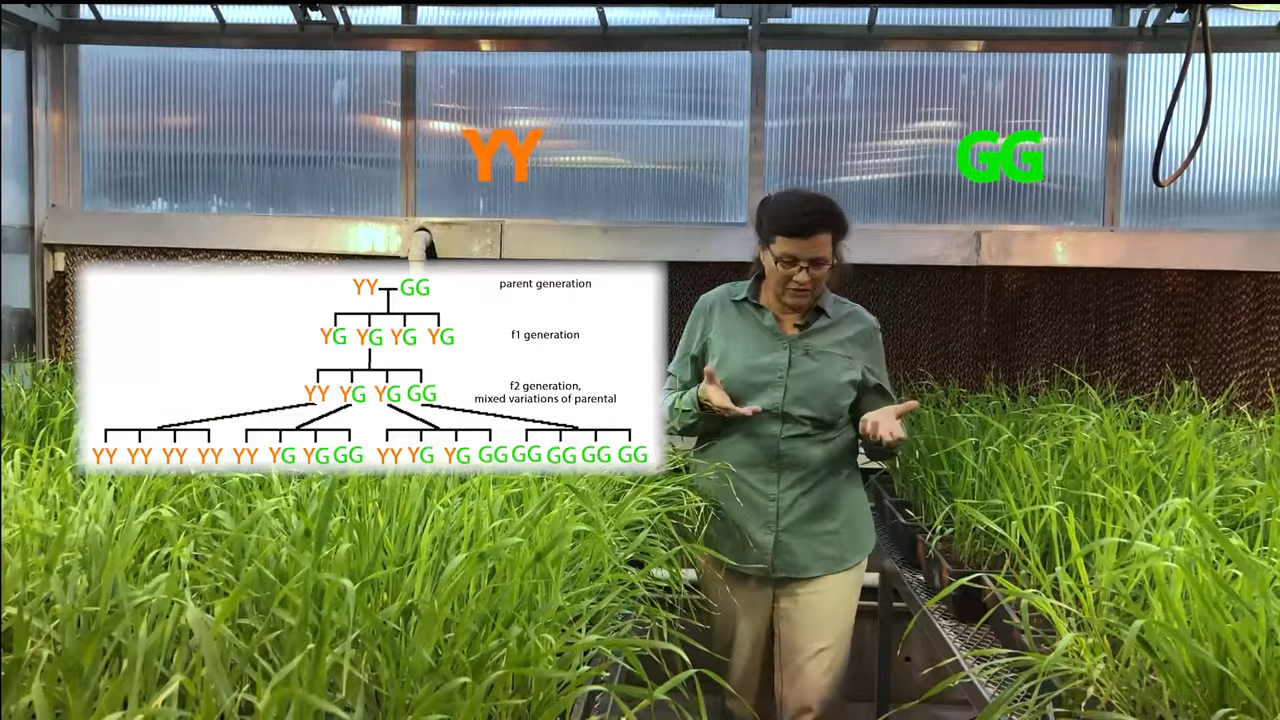 YY GG
YY GG parent generation
YG YG YG YG f1 generation
YY YG YG GG f2 generation,
mixed variations of parental
YY YY YY YY YY YG YG GG YY YG YG GG GG GG GG GG